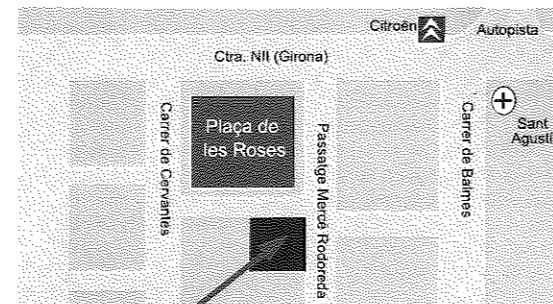 Citroën
Autopista
Ctra. NII (Girona)
Plaça de
les Roses
Carrer de Cervantes
Passatge Mercè Rodoreda
Carrer de Balmes
Sant
Agustí